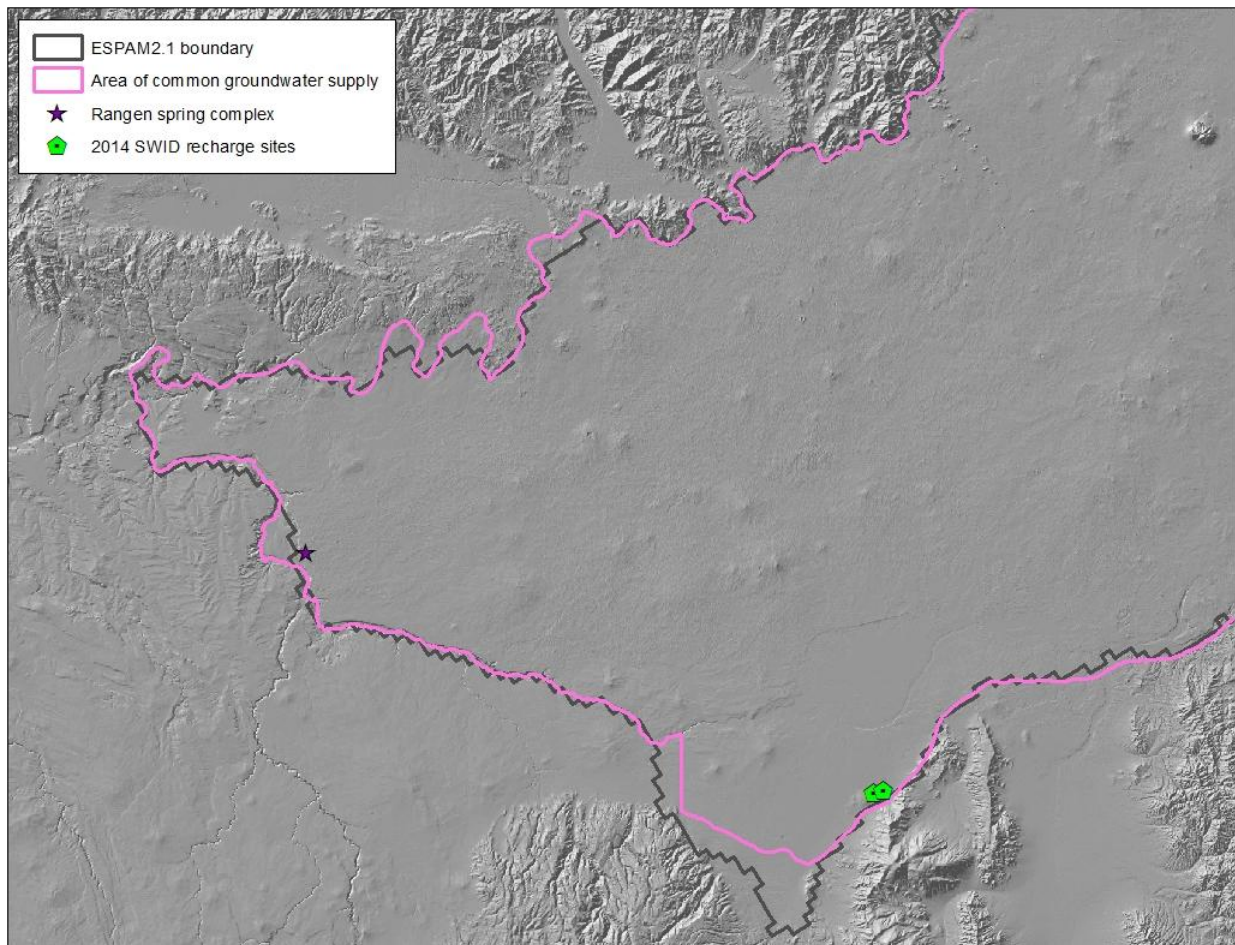 ESPAM2.1 boundary
Area of common groundwater supply
Rangen spring complex
2014 SWID recharge sites